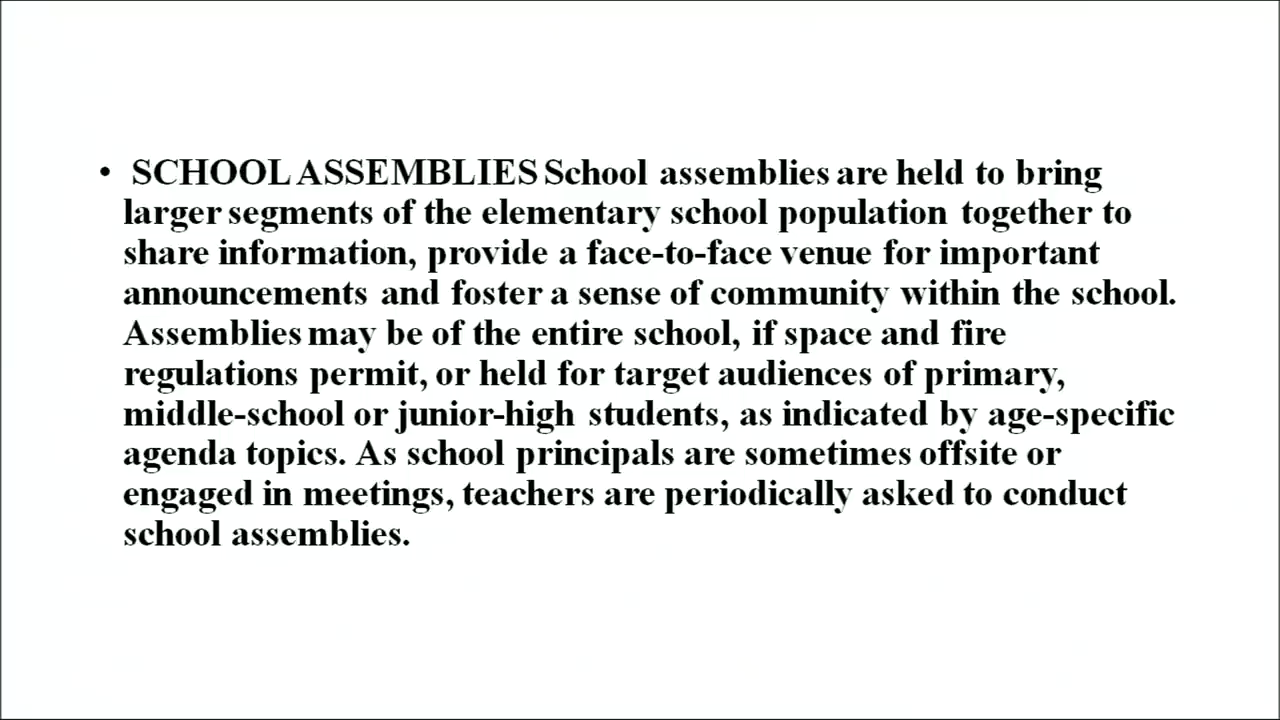 • SCHOOL ASSEMBLIES School assemblies are held to bring
larger segments of the elementary school population together to
share information, provide a face-to-face venue for important
announcements and foster a sense of community within the school.
Assemblies may be of the entire school, if space and fire
regulations permit, or held for target audiences of primary,
middle-school or junior-high students, as indicated by age-specific
agenda topics. As school principals are sometimes offsite or
engaged in meetings, teachers are periodically asked to conduct
school assemblies.